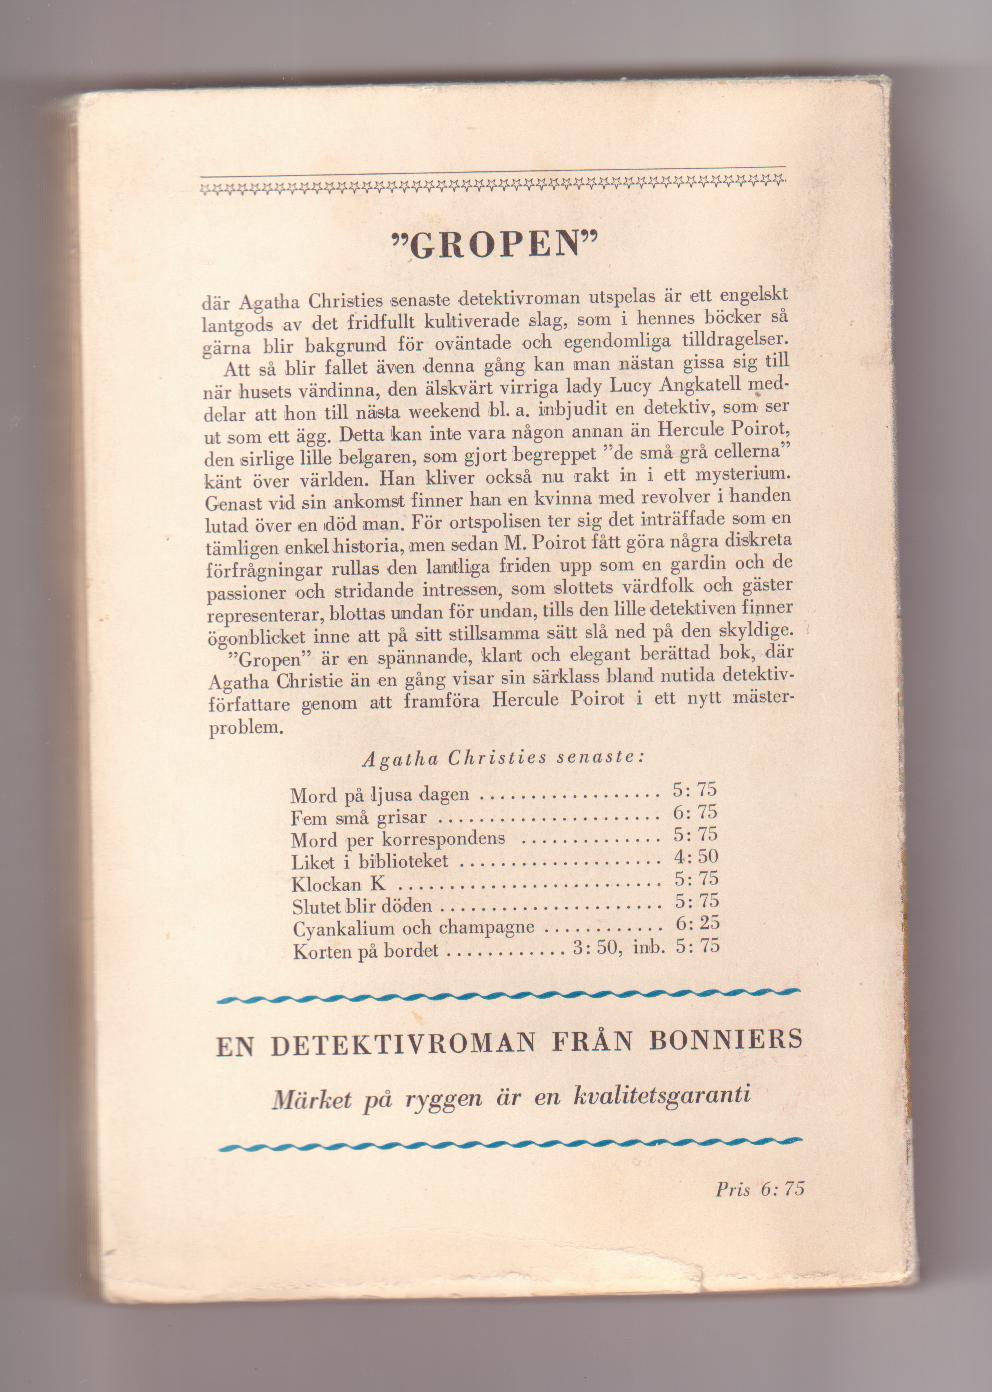 ”GROPEN”
där Agatha Christies senaste detektivroman utspelas är ett engelskt
lantgods av det fridfullt kultiverade slag, som i hennes böcker så
gärna blir bakgrund för oväntade och egendomliga tilldragelser.
Att så blir fallet även denna gång kan man nästan gissa sig till
när husets värdinna, den älskvärt virriga lady Lucy Angkatell med-
delar att hon till nästa weekend bl. a. inbjudit en detektiv, som ser
ut som ett ägg. Detta kan inte vara någon annan än Hercule Poirot,
den sirlige lille belgaren, som gjort begreppet ”de små grå cellerna”
känt över världen. Han kliver också nu rakt in i ett mysterium.
Genast vid sin ankomst finner han en kvinna med revolver i handen
lutad över en död man. För ortspolisen ter sig det inträffade som en
tämligen enkel historia, men sedan M. Poirot fått göra några diskreta
förfrågningar rullas den lantliga friden upp som en gardin och de
passioner och stridande intressen, som slottets värdfolk och gäster
representerar, blottas undan för undan, tills den lille detektiven finner
ögonblicket inne att på sitt stillsamma sätt slå ned på den skyldige.
”Gropen” är en spännande, klart och elegant berättad bok, där
Agatha Christie än en gång visar sin särklass bland nutida detektiv-
författare genom att framföra Hercule Poirot i ett nytt mäster-
problem.
Agatha Christies senaste:
Mord på ljusa dagen .................. 5: 75
Fem små grisar ...................... 6: 75
Mord per korrespondens .............. 5: 75
Liket i biblioteket .................... 4: 50
Klockan K .......................... 5: 75
Slutet blir döden ...................... 5: 75
Cyankalium och champagne ............ 6: 25
Korten på bordet ............ 3: 50, inb. 5: 75
EN DETEKTIVROMAN FRÅN BONNIERS
Märket på ryggen är en kvalitetsgaranti
Pris 6: 75